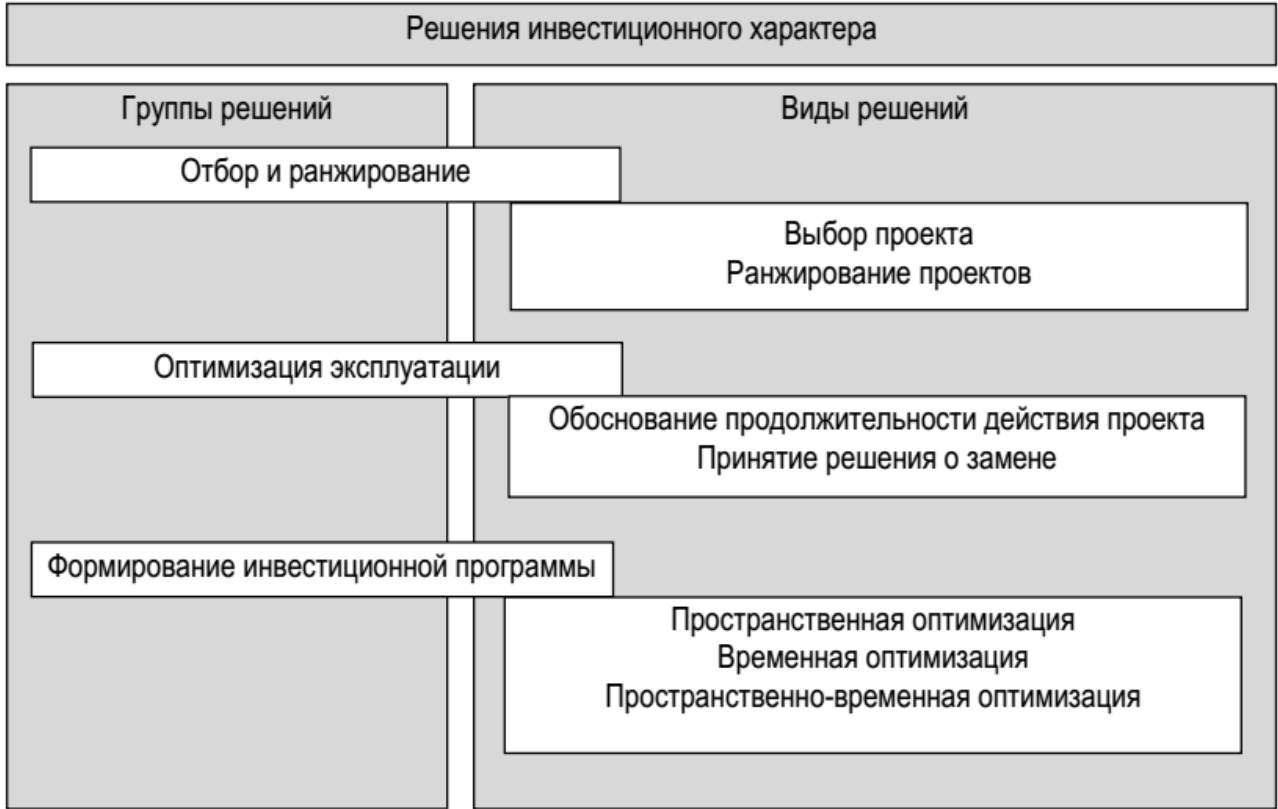 Решения инвестиционного характера
Группы решений
Виды решений
Отбор и ранжирование
Выбор проекта
Ранжирование проектов
Оптимизация эксплуатации
Обоснование продолжительности действия проекта
Принятие решения о замене
Формирование инвестиционной программы
Пространственная оптимизация
Временная оптимизация
Пространственно-временная оптимизация